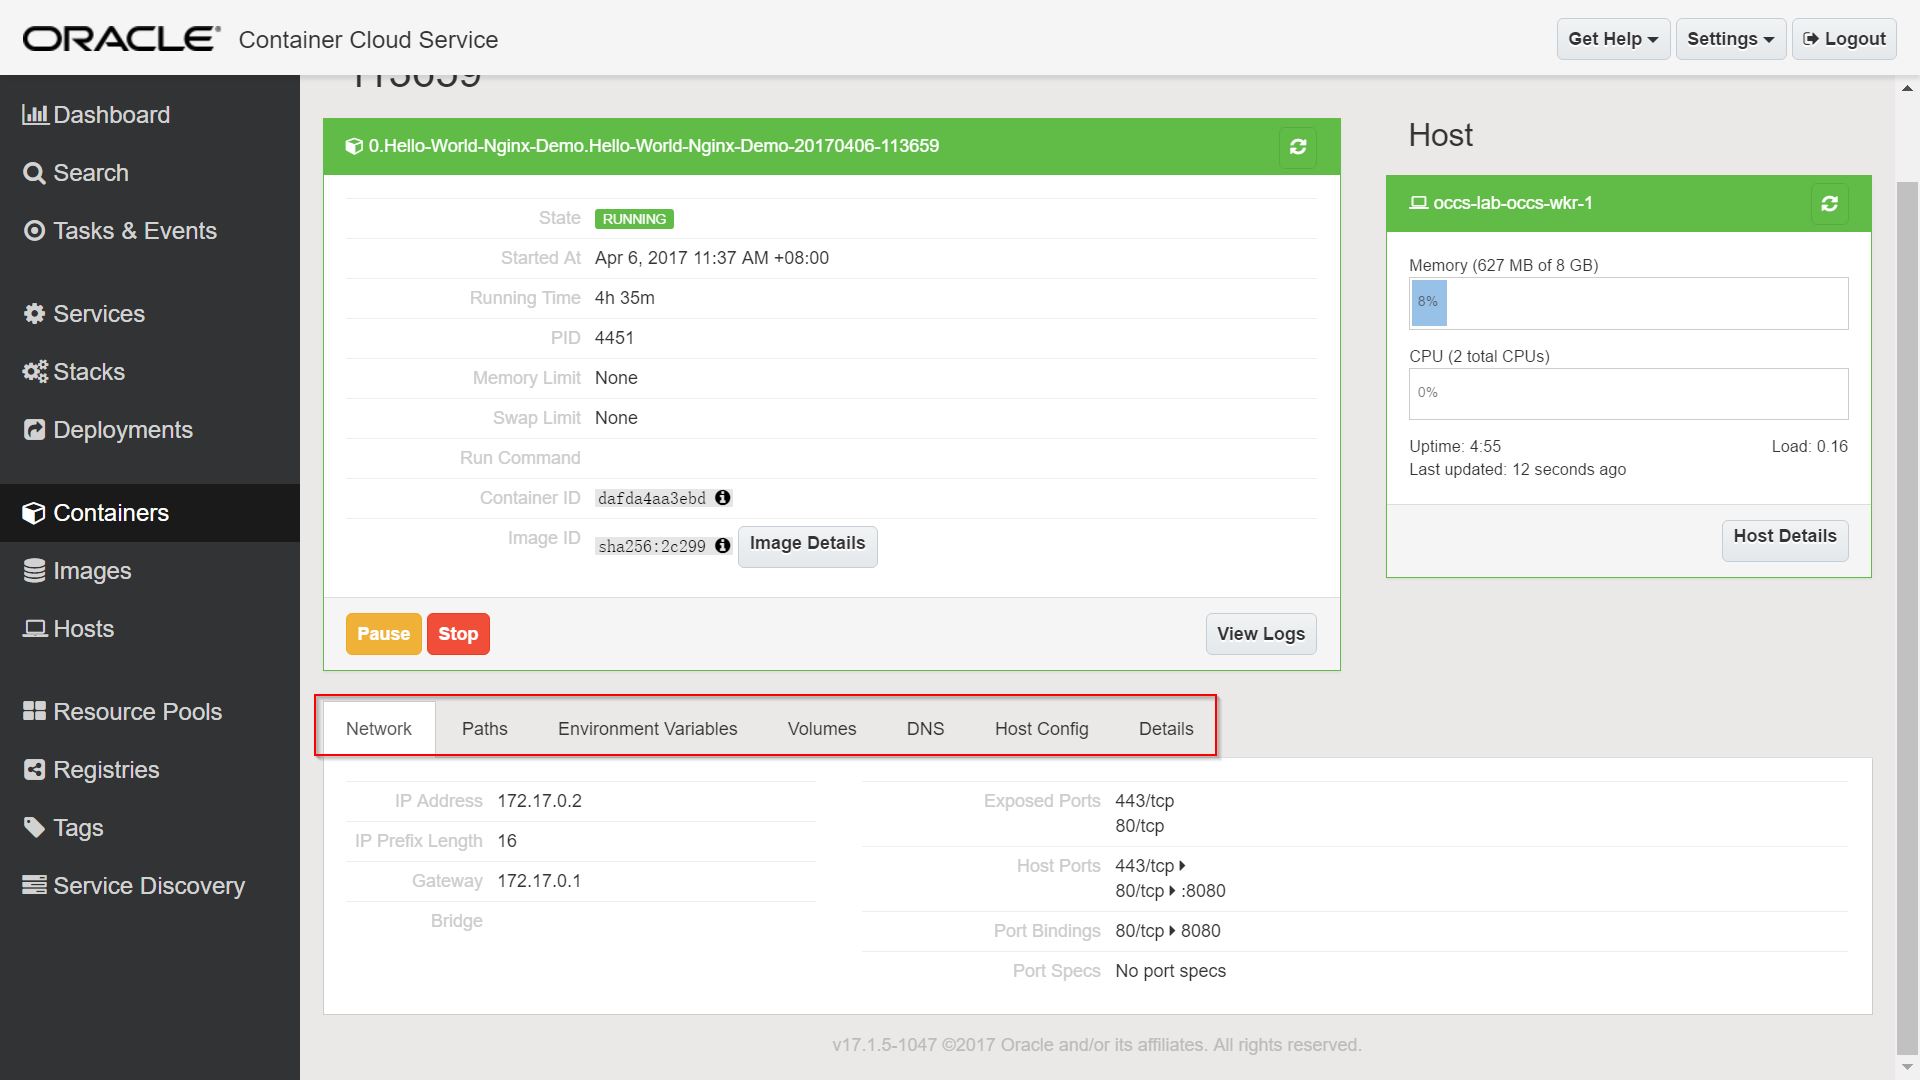 ORACLE® Container Cloud Service
Get Help
Settings
Logout
Dashboard
Search
Tasks & Events
Services
Stacks
Deployments
Containers
Images
Hosts
Resource Pools
Registries
Tags
Service Discovery
113659
0.Hello-World-Nginx-Demo.Hello-World-Nginx-Demo-20170406-113659
State RUNNING
Started At Apr 6, 2017 11:37 AM +08:00
Running Time 4h 35m
PID 4451
Memory Limit None
Swap Limit None
Run Command
Container ID dafda4aa3ebd
Image ID sha256:2c299 Image Details
Pause Stop View Logs
Host
occs-lab-occs-wkr-1
Memory (627 MB of 8 GB)
8%
CPU (2 total CPUs)
0%
Uptime: 4:55 Load: 0.16
Last updated: 12 seconds ago
Host Details
Network Paths Environment Variables Volumes DNS Host Config Details
IP Address 172.17.0.2
IP Prefix Length 16
Gateway 172.17.0.1
Bridge
Exposed Ports 443/tcp
80/tcp
Host Ports 443/tcp
80/tcp :8080
Port Bindings 80/tcp 8080
Port Specs No port specs
v17.1.5-1047 ©2017 Oracle and/or its affiliates. All rights reserved.